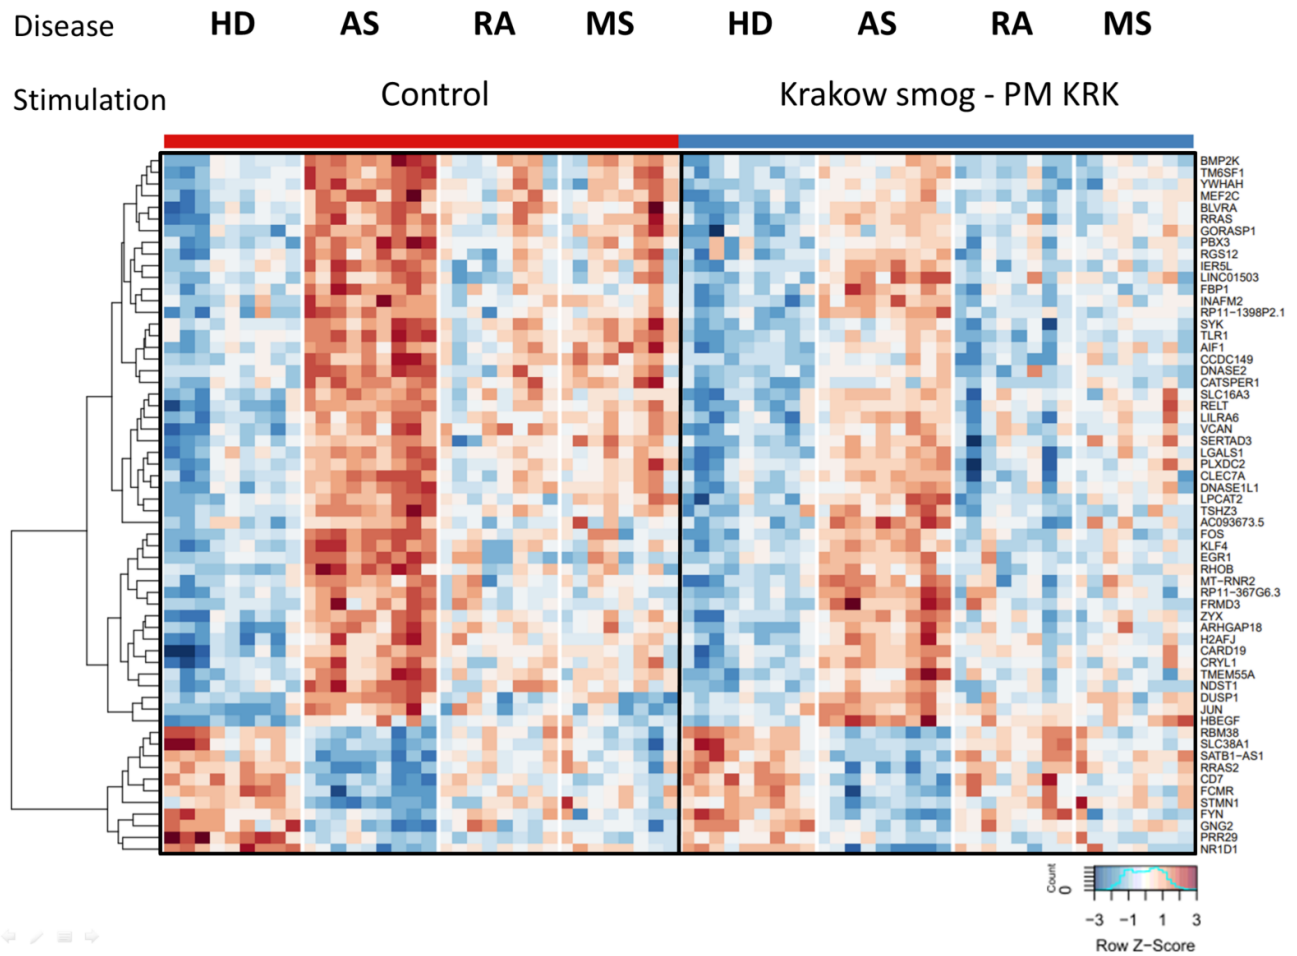 Disease HD AS RA MS HD AS RA MS
Stimulation Control Krakow smog - PM KRK
BMP2K
TM6SF1
YWHAH
MEF2C
BLVRA
RRAS
GORASP1
PBX3
RGS12
IER5L
LINC01503
FBP1
INAFM2
RP11−1398P2.1
SYK
TLR1
AIF1
CCDC149
DNASE2
CATSPER1
SLC16A3
RELT
LILRA6
VCAN
SERTAD3
LGALS1
PLXDC2
CLEC7A
DNASE1L1
LPCAT2
TSHZ3
AC093673.5
FOS
KLF4
EGR1
RHOB
MT−RNR2
RP11−367G6.3
FRMD3
ZYX
ARHGAP18
H2AFJ
CARD19
CRYL1
TMEM55A
NDST1
DUSP1
JUN
HBEGF
RBM38
SLC38A1
SATB1−AS1
RRAS2
CD7
FCMR
STMN1
FYN
GNG2
PRR29
NR1D1
Count
0
−3 −1 1 3
Row Z−Score